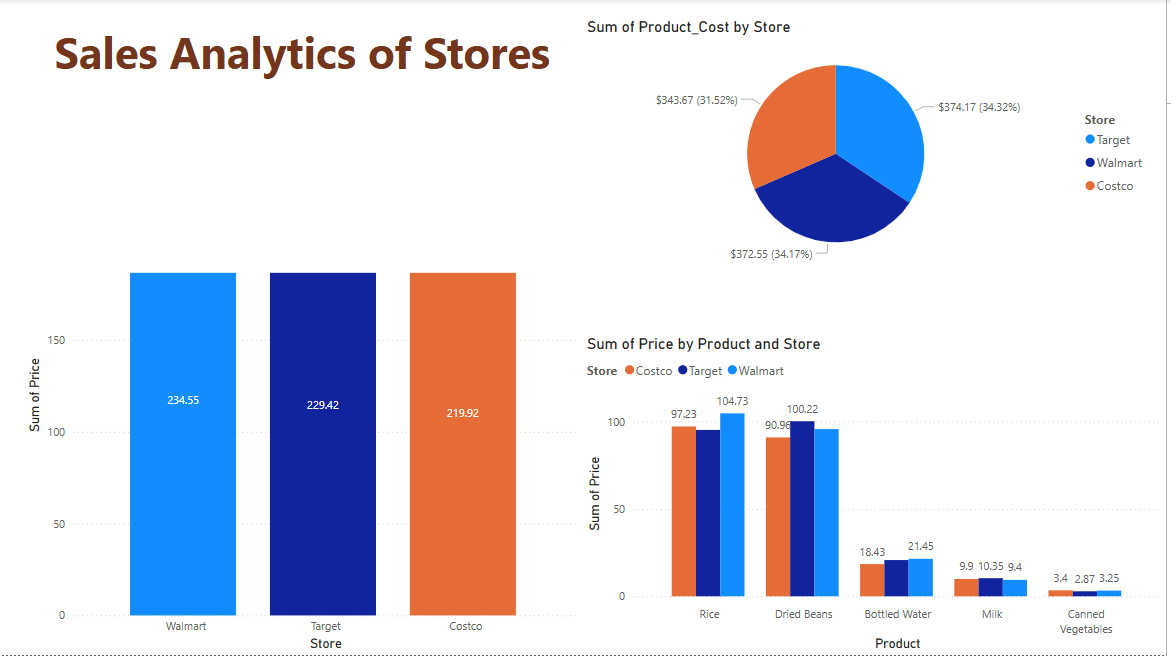 Sales Analytics of Stores
Sum of Product_Cost by Store
$343.67 (31.52%)
$374.17 (34.32%)
$372.55 (34.17%)
Store
Target
Walmart
Costco
Sum of Price
150
100
50
0
234.55
229.42
219.92
Walmart Target Costco
Store
Sum of Price by Product and Store
Store Costco Target Walmart
Sum of Price
100
50
0
97.23 104.73
90.96 100.22
18.43 21.45
9.9 10.35 9.4
3.4 2.87 3.25
Rice Dried Beans Bottled Water Milk Canned
Vegetables
Product